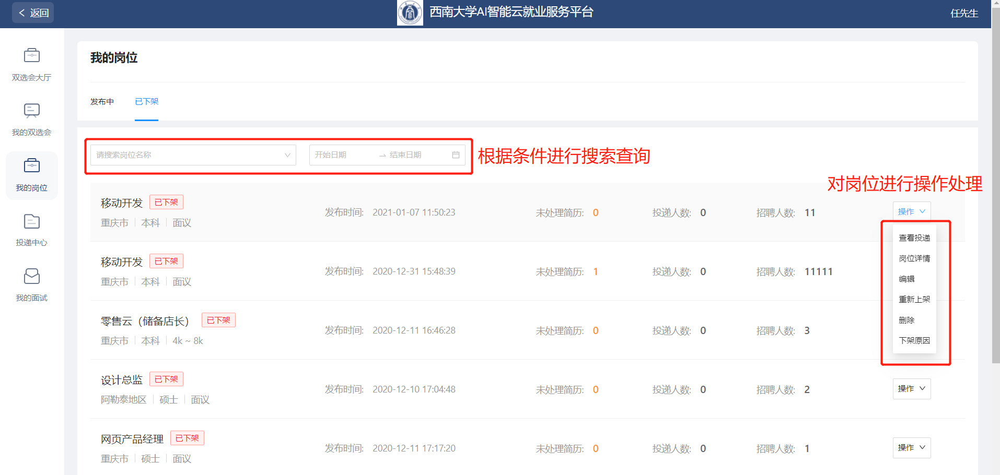 返回
西南大学AI智能云就业服务平台
任先生
双选会大厅
我的双选会
我的岗位
投递中心
我的面试
我的岗位
发布中 已下架
请搜索岗位名称 开始日期 → 结束日期
根据条件进行搜索查询
对岗位进行操作处理
移动开发 已下架
重庆市 本科 面议
发布时间: 2021-01-07 11:50:23 未处理简历: 0 投递人数: 0 招聘人数: 11 操作
查看投递
岗位详情
编辑
重新上架
删除
下架原因
移动开发 已下架
重庆市 本科 面议
发布时间: 2020-12-31 15:48:39 未处理简历: 1 投递人数: 0 招聘人数: 11111
零售云（储备店长） 已下架
重庆市 本科 4k ~ 8k
发布时间: 2020-12-11 16:46:28 未处理简历: 0 投递人数: 0 招聘人数: 3
设计总监 已下架
阿勒泰地区 硕士 面议
发布时间: 2020-12-10 17:04:48 未处理简历: 0 投递人数: 0 招聘人数: 2 操作
网页产品经理 已下架
重庆市 硕士 面议
发布时间: 2020-12-11 17:17:20 未处理简历: 0 投递人数: 0 招聘人数: 1 操作